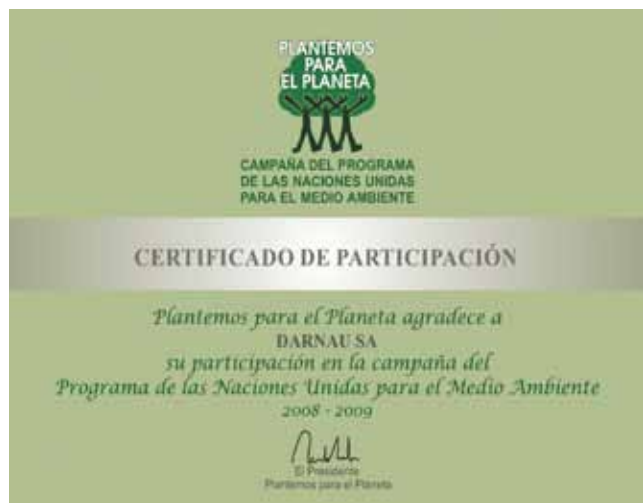 PLANTEMOS
PARA
EL PLANETA
CAMPAÑA DEL PROGRAMA
DE LAS NACIONES UNIDAS
PARA EL MEDIO AMBIENTE
CERTIFICADO DE PARTICIPACIÓN
Plantemos para el Planeta agradece a
DARNAU SA
su participación en la campaña del
Programa de las Naciones Unidas para el Medio Ambiente
2008 - 2009
El Presidente
Plantemos para el Planeta